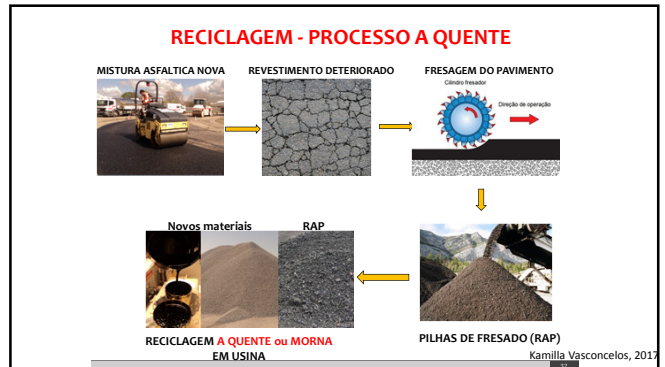 RECICLAGEM - PROCESSO A QUENTE
MISTURA ASFALTICA NOVA
REVESTIMENTO DETERIORADO
FRESAGEM DO PAVIMENTO
Cilindro fresador
Direção de operação
Novos materiais
RAP
RECICLAGEM A QUENTE ou MORNA
EM USINA
PILHAS DE FRESADO (RAP)
Kamilla Vasconcelos, 2017